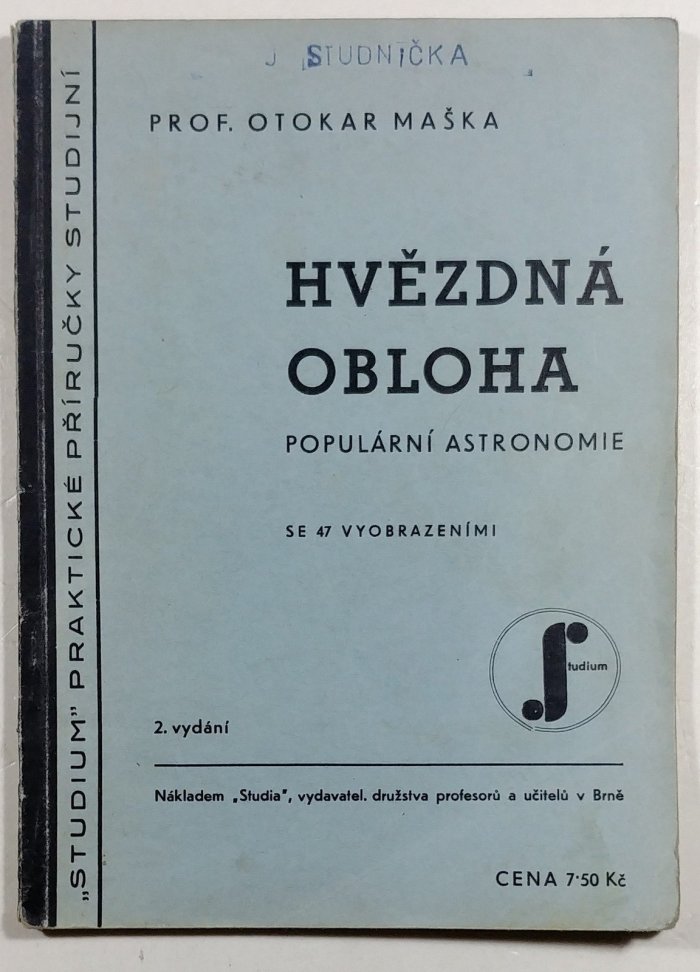 J STUDNIČKA
PROF. OTOKAR MAŠKA
HVĚZDNÁ
OBLOHA
POPULÁRNÍ ASTRONOMIE
SE 47 VYOBRAZENÍMI
Studium
2. vydání
Nákladem „Studia", vydavatel. družstva profesorů a učitelů v Brně
CENA 7·50 Kč
„STUDIUM" PRAKTICKÉ PŘÍRUČKY STUDIJNÍ